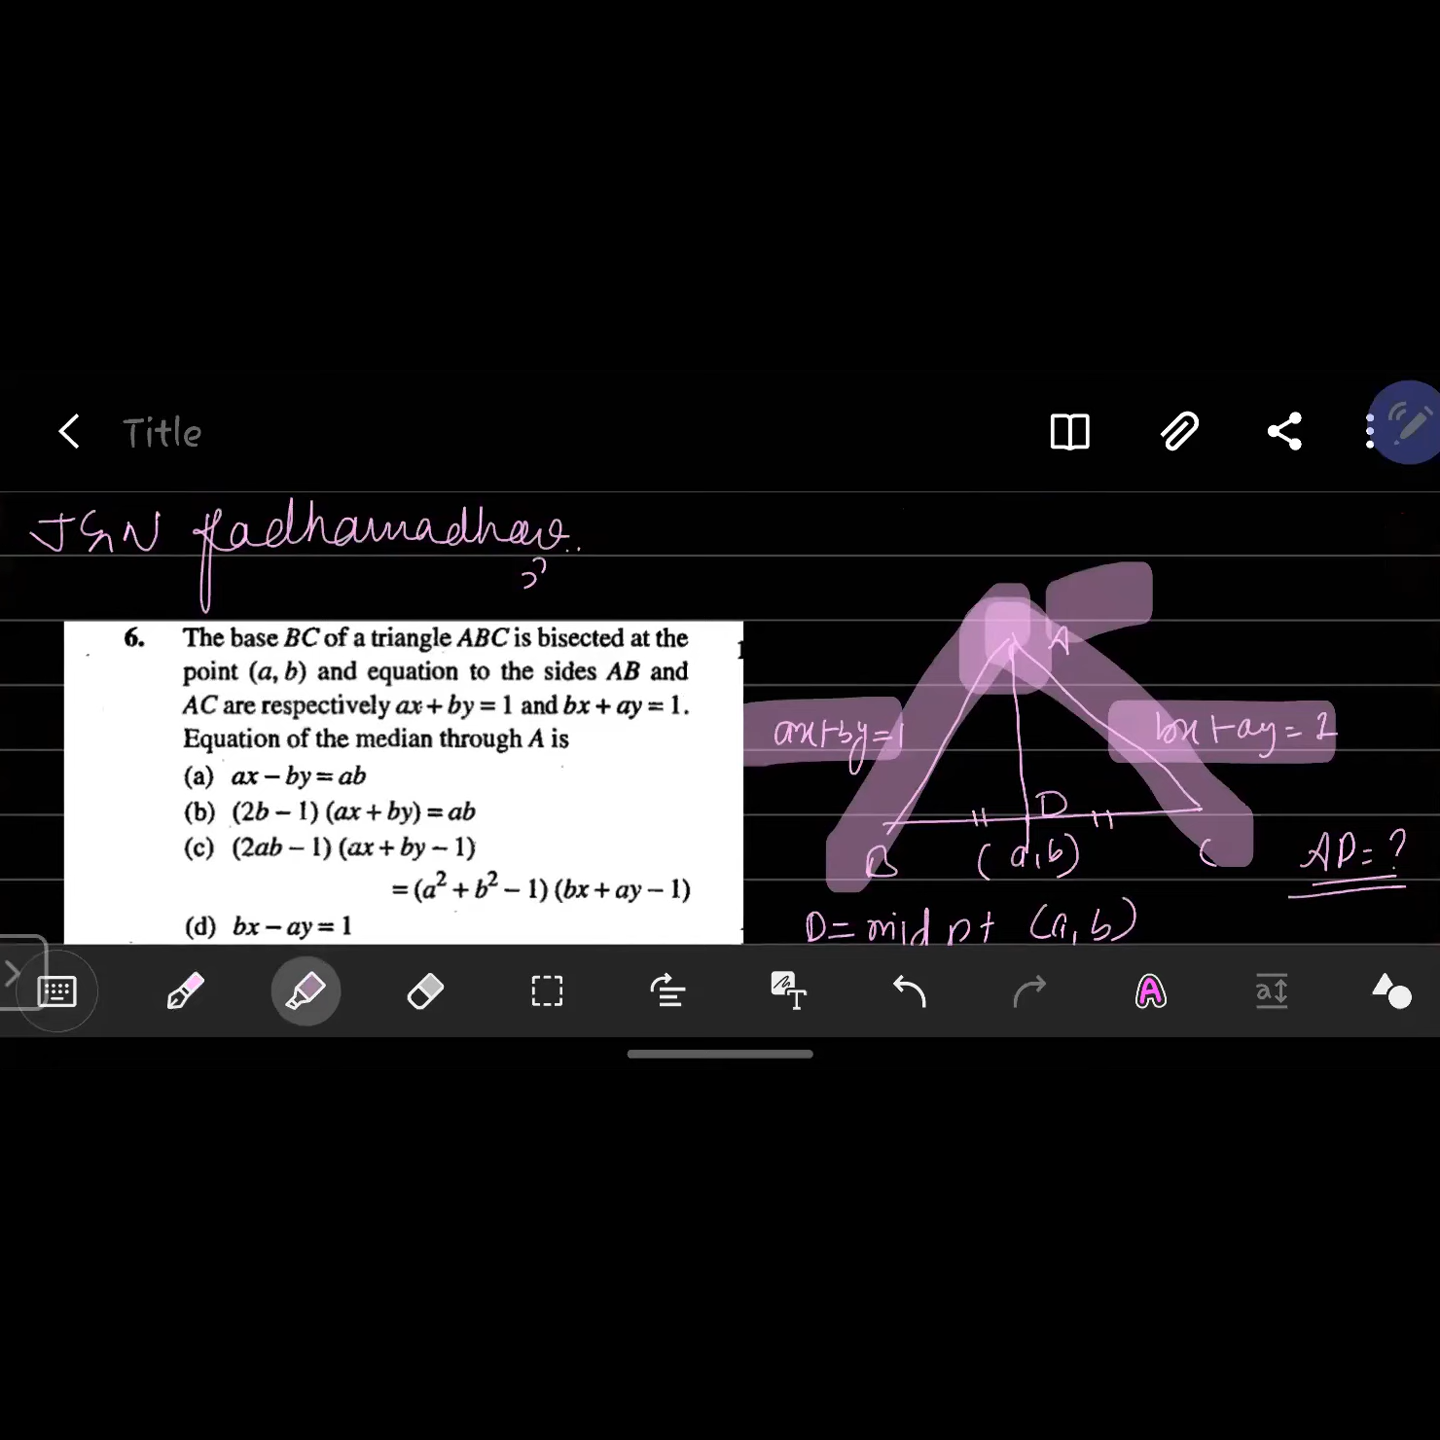 Title
JGN Radhamadhav..
6. The base BC of a triangle ABC is bisected at the
point (a, b) and equation to the sides AB and
AC are respectively ax + by = 1 and bx + ay = 1.
Equation of the median through A is
(a) ax – by = ab
(b) (2b – 1) (ax + by) = ab
(c) (2ab – 1) (ax + by – 1)
= (a² + b² – 1) (bx + ay – 1)
(d) bx – ay = 1
A
ax+by=1
bx+ay=1
D
B (a,b) C
AD=?
D= mid pt (a, b)